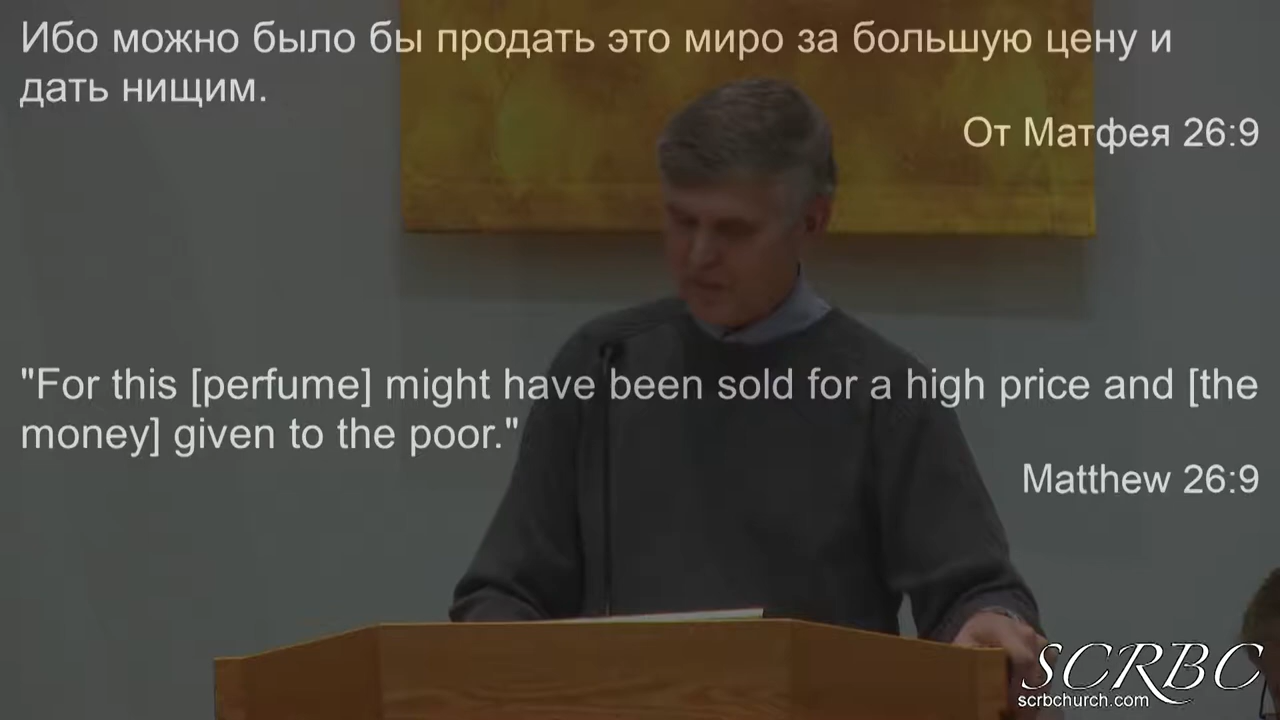 Ибо можно было бы продать это миро за большую цену и
дать нищим.
От Матфея 26:9
"For this [perfume] might have been sold for a high price and [the
money] given to the poor."
Matthew 26:9
SCRBC
scrbchurch.com